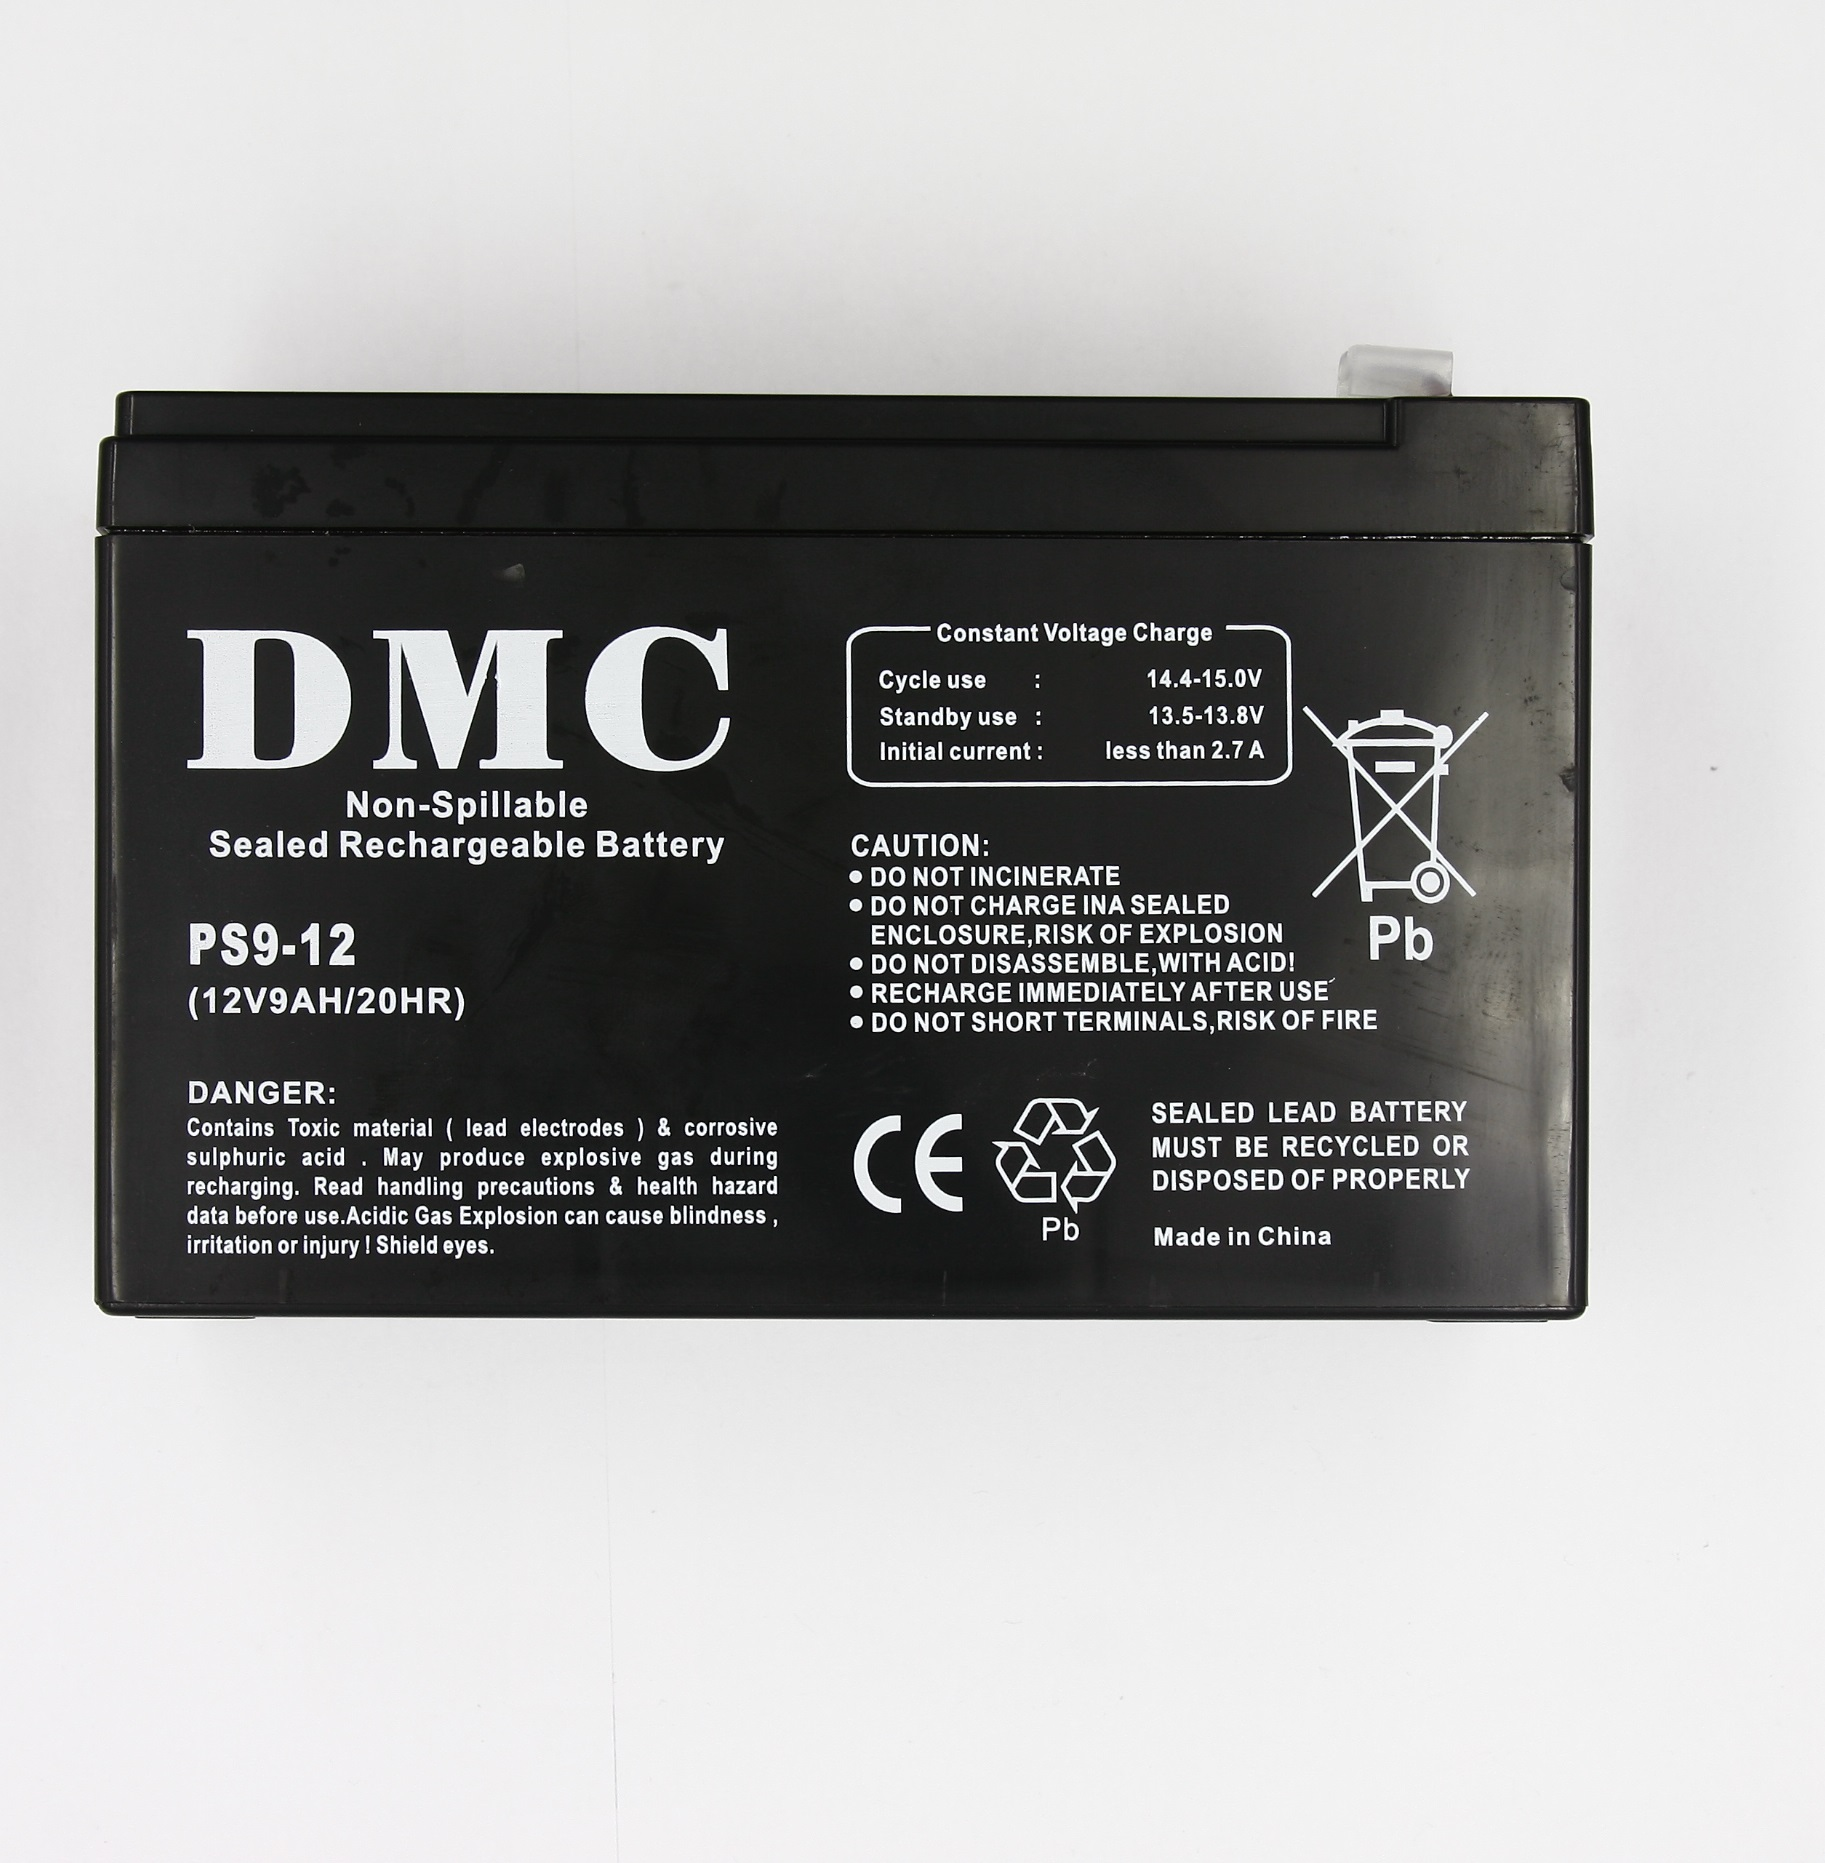 DMC
Non-Spillable
Sealed Rechargeable Battery
PS9-12
(12V9AH/20HR)
DANGER:
Contains Toxic material ( lead electrodes ) & corrosive
sulphuric acid . May produce explosive gas during
recharging. Read handling precautions & health hazard
data before use.Acidic Gas Explosion can cause blindness ,
irritation or injury ! Shield eyes.
Constant Voltage Charge
Cycle use : 14.4-15.0V
Standby use : 13.5-13.8V
Initial current : less than 2.7 A
CAUTION:
● DO NOT INCINERATE
● DO NOT CHARGE INA SEALED
ENCLOSURE,RISK OF EXPLOSION
● DO NOT DISASSEMBLE,WITH ACID!
● RECHARGE IMMEDIATELY AFTER USE
● DO NOT SHORT TERMINALS,RISK OF FIRE
Pb
CE
Pb
SEALED LEAD BATTERY
MUST BE RECYCLED OR
DISPOSED OF PROPERLY
Made in China